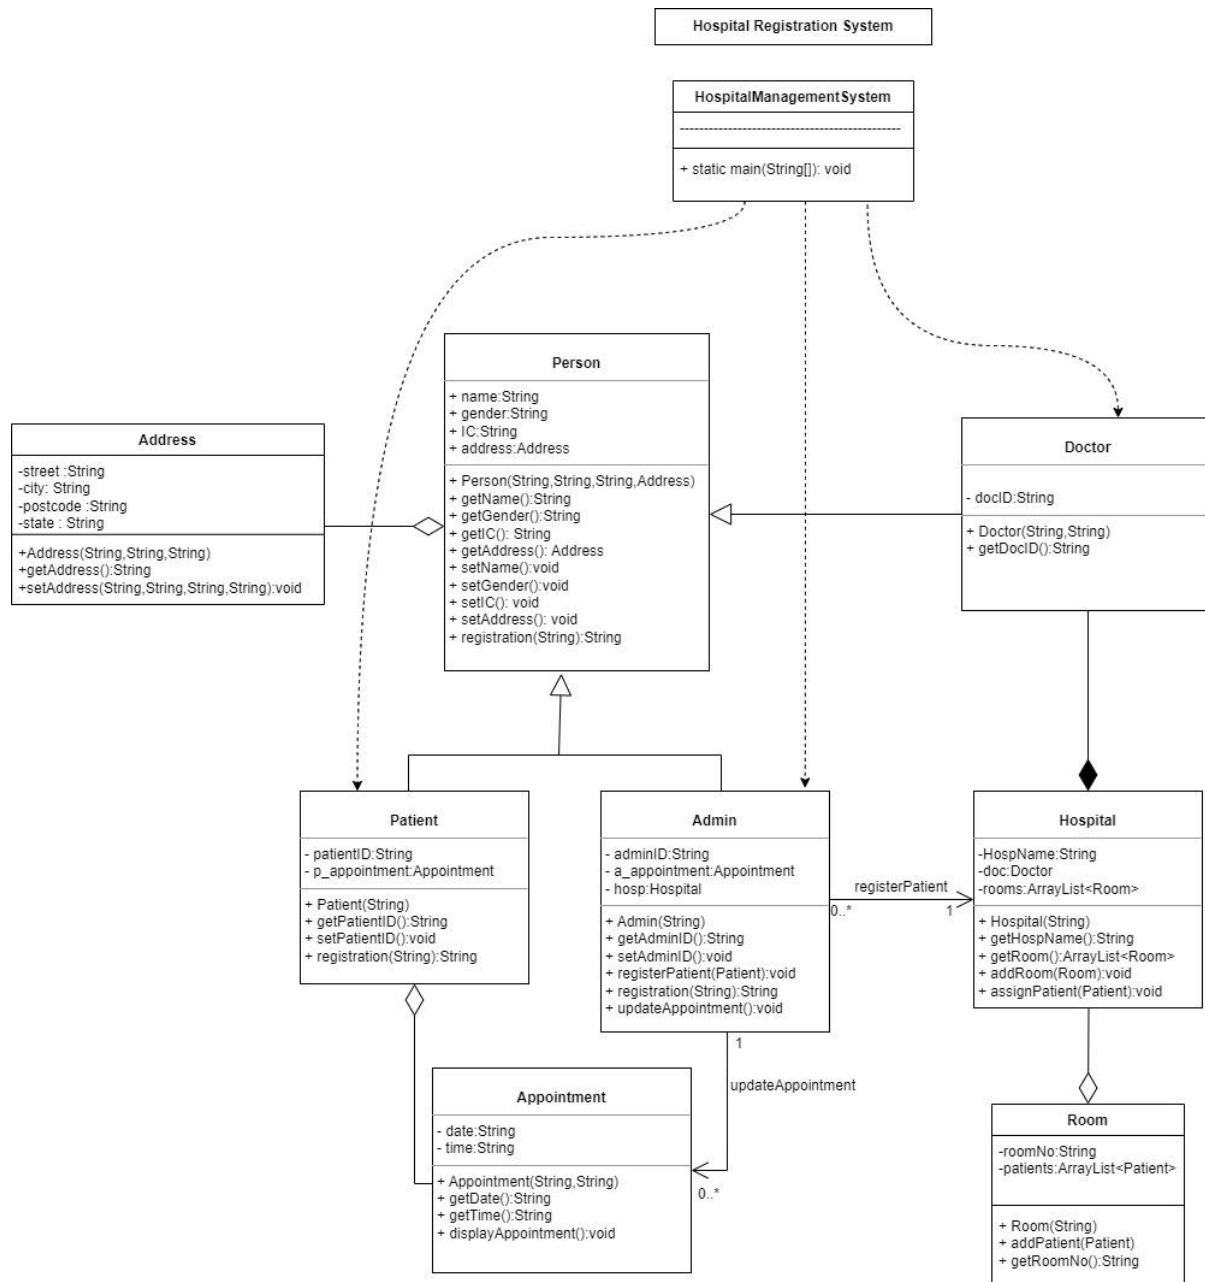 Hospital Registration System
HospitalManagementSystem
----------------------------------------------
+ static main(String[]): void
Person
+ name:String
+ gender:String
+ IC:String
+ address:Address
+ Person(String,String,String,Address)
+ getName():String
+ getGender():String
+ getIC(): String
+ getAddress(): Address
+ setName():void
+ setGender():void
+ setIC(): void
+ setAddress(): void
+ registration(String):String
Address
-street :String
-city: String
-postcode :String
-state : String
+Address(String,String,String)
+getAddress():String
+setAddress(String,String,String,String):void
Doctor
- docID:String
+ Doctor(String,String)
+ getDocID():String
Patient
- patientID:String
- p_appointment:Appointment
+ Patient(String)
+ getPatientID():String
+ setPatientID():void
+ registration(String):String
Admin
- adminID:String
- a_appointment:Appointment
- hosp:Hospital
+ Admin(String)
+ getAdminID():String
+ setAdminID():void
+ registerPatient(Patient):void
+ registration(String):String
+ updateAppointment():void
registerPatient
0..*
1
Hospital
-HospName:String
-doc:Doctor
-rooms:ArrayList<Room>
+ Hospital(String)
+ getHospName():String
+ getRoom():ArrayList<Room>
+ addRoom(Room):void
+ assignPatient(Patient):void
1
updateAppointment
0..*
Appointment
- date:String
- time:String
+ Appointment(String,String)
+ getDate():String
+ getTime():String
+ displayAppointment():void
Room
-roomNo:String
-patients:ArrayList<Patient>
+ Room(String)
+ addPatient(Patient)
+ getRoomNo():String